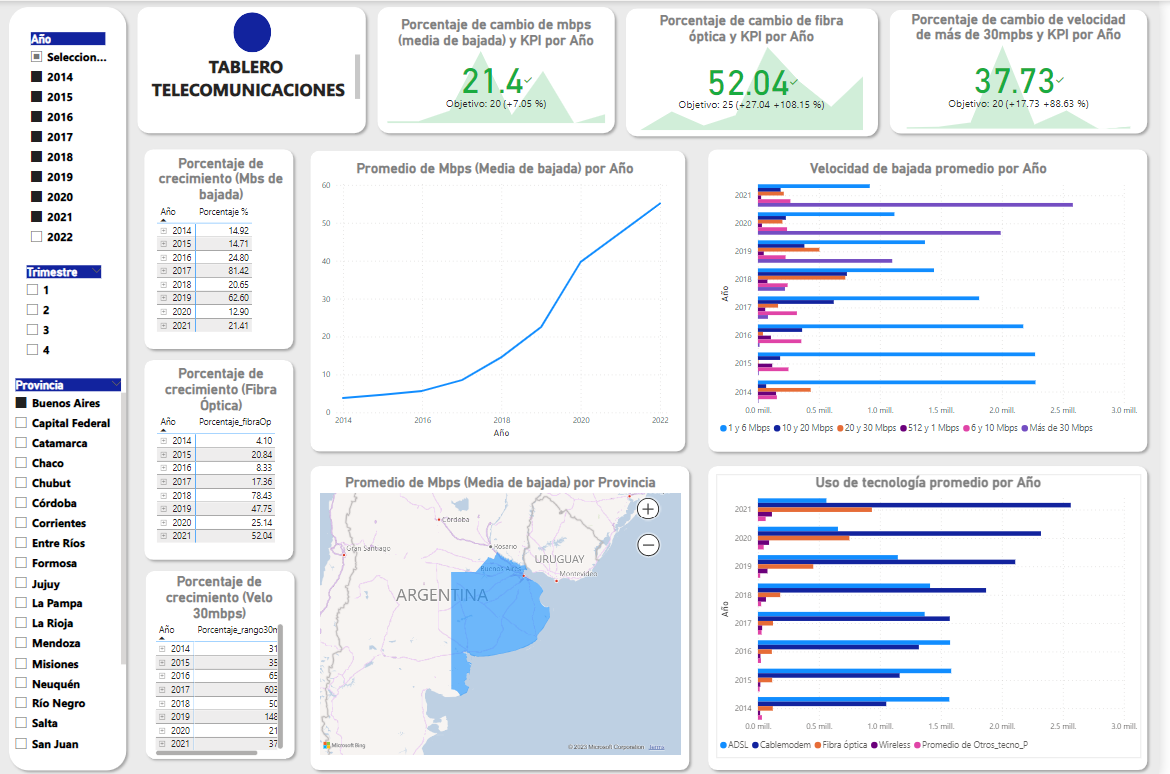 Año
Seleccion...
2014
2015
2016
2017
2018
2019
2020
2021
2022
Trimestre
1
2
3
4
Provincia
Buenos Aires
Capital Federal
Catamarca
Chaco
Chubut
Córdoba
Corrientes
Entre Ríos
Formosa
Jujuy
La Pampa
La Rioja
Mendoza
Misiones
Neuquén
Río Negro
Salta
San Juan
TABLERO
TELECOMUNICACIONES
Porcentaje de cambio de mbps
(media de bajada) y KPI por Año
21.4
Objetivo: 20 (+7.05 %)
Porcentaje de cambio de fibra
óptica y KPI por Año
52.04
Objetivo: 25 (+27.04 +108.15 %)
Porcentaje de cambio de velocidad
de más de 30mpbs y KPI por Año
37.73
Objetivo: 20 (+17.73 +88.63 %)
Porcentaje de
crecimiento (Mbs de
bajada)
Año Porcentaje %
2014 14.92
2015 14.71
2016 24.80
2017 81.42
2018 20.65
2019 62.60
2020 12.90
2021 21.41
Porcentaje de
crecimiento (Fibra
Óptica)
Año Porcentaje_fibraOp
2014 4.10
2015 20.84
2016 8.33
2017 17.36
2018 78.43
2019 47.75
2020 25.14
2021 52.04
Porcentaje de
crecimiento (Velo
30mbps)
Año Porcentaje_rango30n
2014 31
2015 35
2016 65
2017 603
2018 50
2019 148
2020 21
2021 37
Promedio de Mbps (Media de bajada) por Año
60
50
40
30
20
10
0
2014 2016 2018 2020 2022
Año
Velocidad de bajada promedio por Año
Año
2021
2020
2019
2018
2017
2016
2015
2014
0.0 mill. 0.5 mill. 1.0 mill. 1.5 mill. 2.0 mill. 2.5 mill. 3.0 mill.
1 y 6 Mbps 10 y 20 Mbps 20 y 30 Mbps 512 y 1 Mbps 6 y 10 Mbps Más de 30 Mbps
Promedio de Mbps (Media de bajada) por Provincia
Córdoba
Gran Santiago
Rosario
URUGUAY
Buenos Aires
Montevideo
ARGENTINA
Microsoft Bing
© 2023 Microsoft Corporation Terms
Uso de tecnología promedio por Año
Año
2021
2020
2019
2018
2017
2016
2015
2014
0.0 mill. 0.5 mill. 1.0 mill. 1.5 mill. 2.0 mill. 2.5 mill. 3.0 mill.
ADSL Cablemodem Fibra óptica Wireless Promedio de Otros_tecno_P